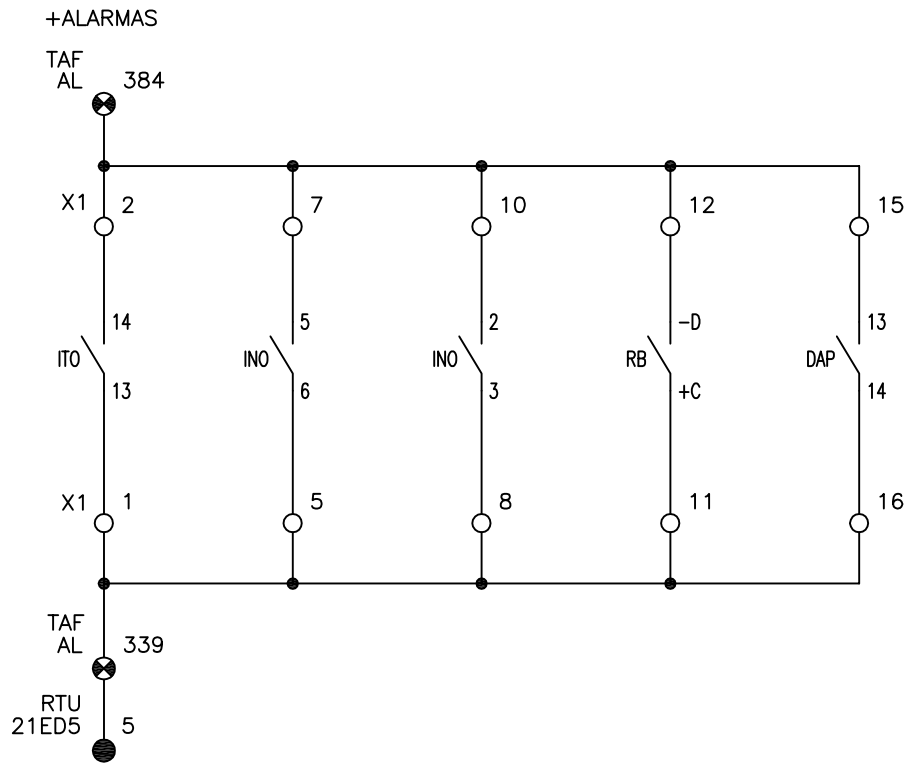 +ALARMAS
TAF
AL 384
X1 2 7 10 12 15
14 5 2 -D 13
ITO INO INO RB DAP
13 6 3 +C 14
X1 1 5 8 11 16
TAF
AL 339
RTU
21ED5 5